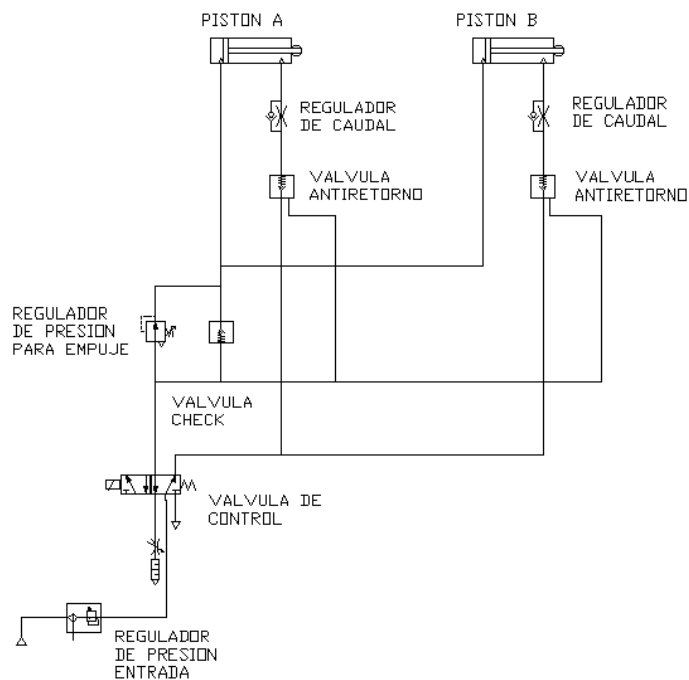 PISTON A
PISTON B
REGULADOR
DE CAUDAL
REGULADOR
DE CAUDAL
VALVULA
ANTIRETORNO
VALVULA
ANTIRETORNO
REGULADOR
DE PRESION
PARA EMPUJE
VALVULA
CHECK
VALVULA DE
CONTROL
REGULADOR
DE PRESION
ENTRADA